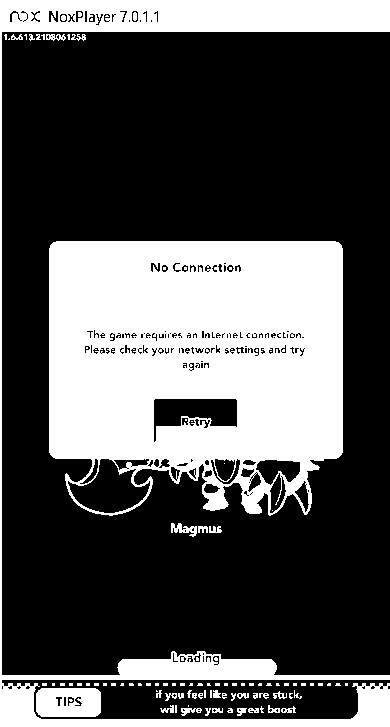 nox NoxPlayer 7.0.1.1
1.6.613.2108061258
No Connection
The game requires an Internet connection.
Please check your network settings and try
again
Retry
Magmus
Loading
TIPS
if you feel like you are stuck,
will give you a great boost